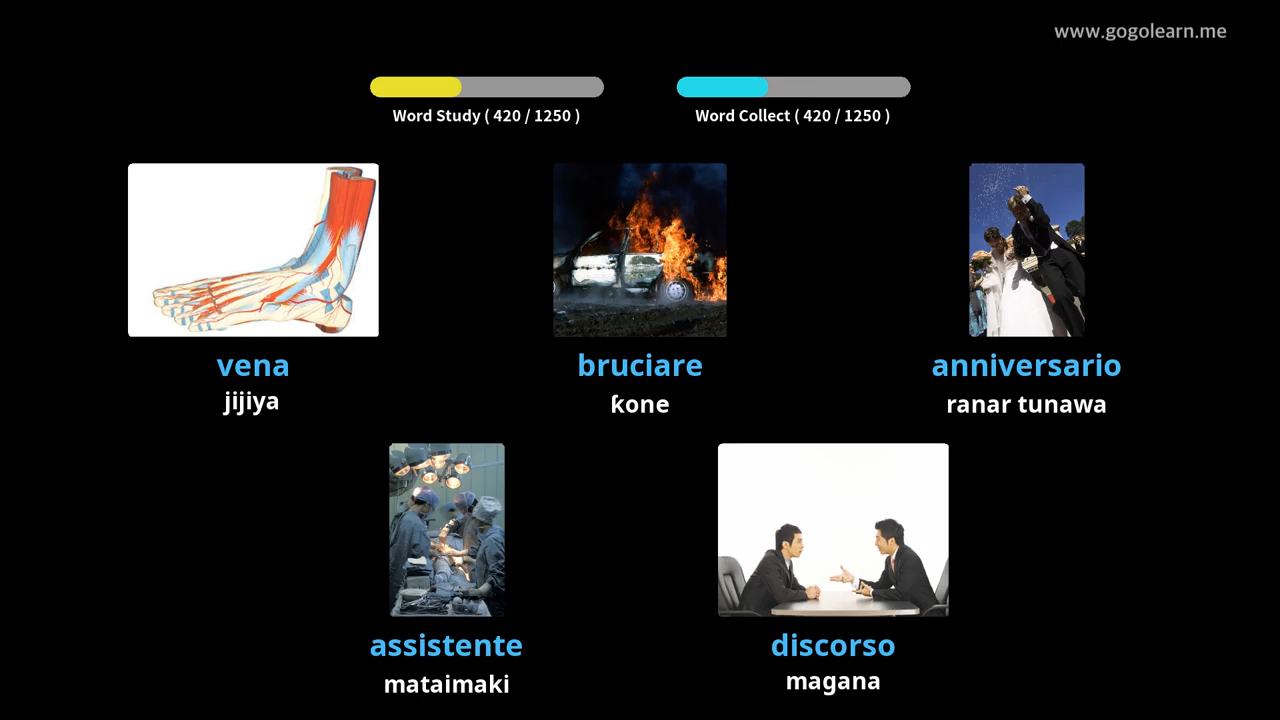 www.gogolearn.me
Word Study ( 420 / 1250 )
Word Collect ( 420 / 1250 )
vena
jijiya
bruciare
ƙone
anniversario
ranar tunawa
assistente
mataimaki
discorso
magana